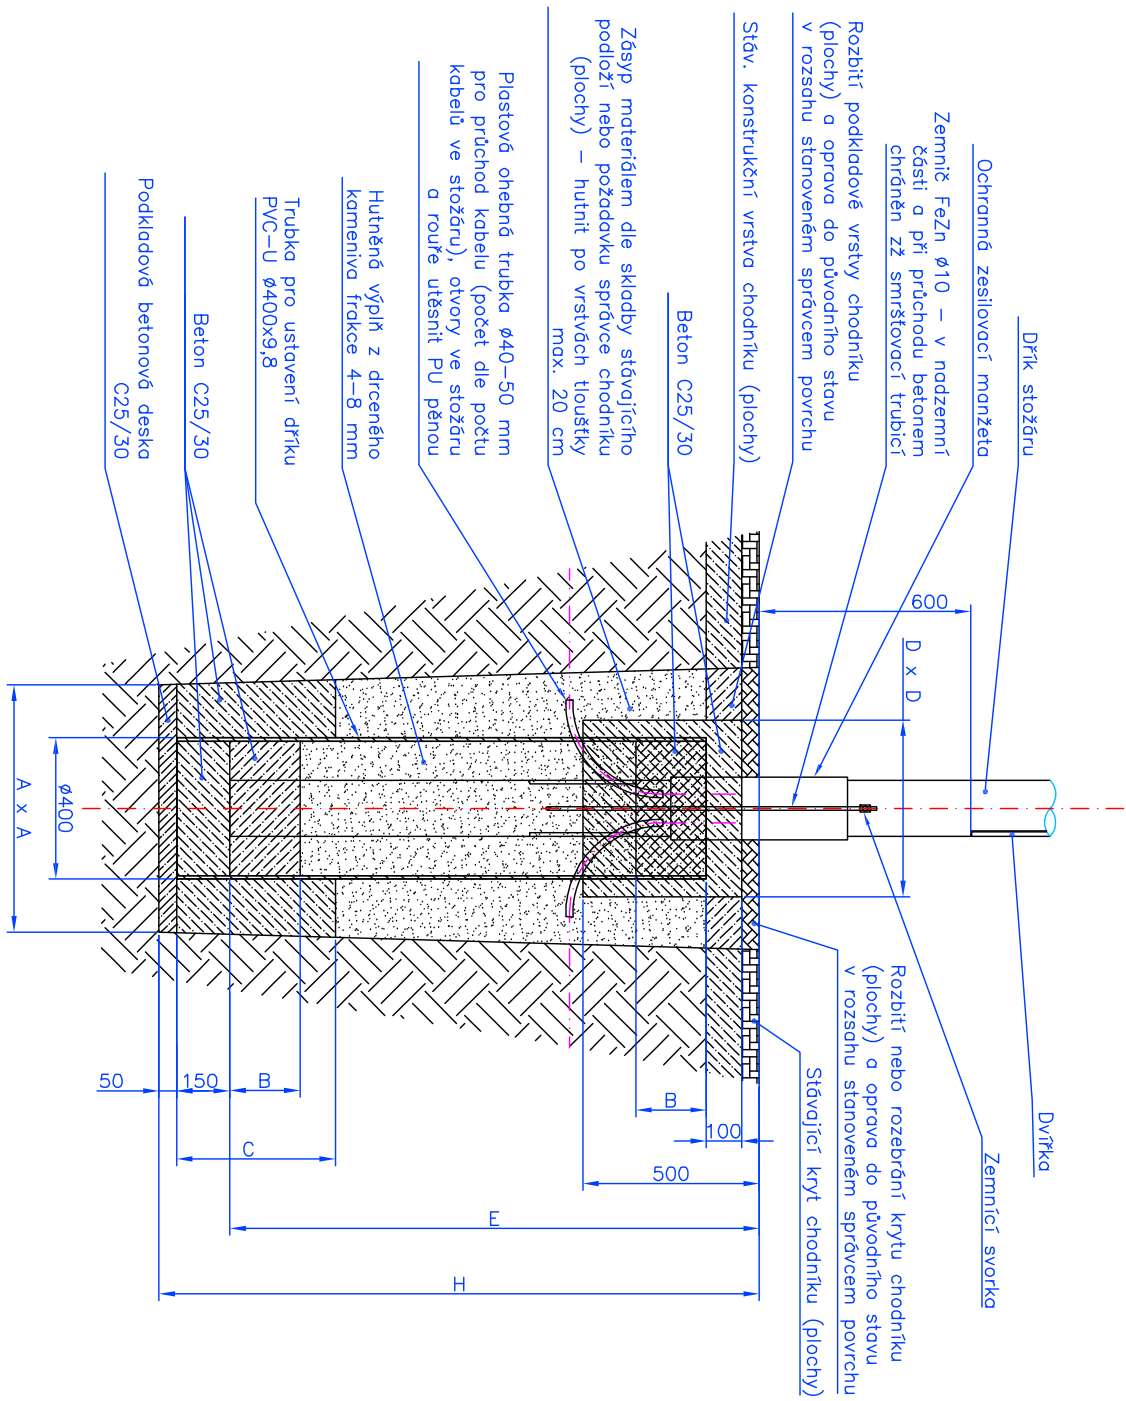 Dřík stožáru
Ochranná zesilovací manžeta
Zemnič FeZn ø10 – v nadzemní
části a při průchodu betonem
chráněn zž smršťovací trubicí
Rozbití podkladové vrstvy chodníku
(plochy) a oprava do původního stavu
v rozsahu stanoveném správcem povrchu
Stáv. konstrukční vrstva chodníku (plochy)
Beton C25/30
Zásyp materiálem dle skladby stávajícího
podloží nebo požadavku správce chodníku
(plochy) – hutnit po vrstvách tloušťky
max. 20 cm
Plastová ohebná trubka ø40–50 mm
pro průchod kabelu (počet dle počtu
kabelů ve stožáru), otvory ve stožáru
a rouře utěsnit PU pěnou
Hutněná výplň z drceného
kameniva frakce 4–8 mm
Trubka pro ustavení dříku
PVC–U ø400x9,8
Beton C25/30
Podkladová betonová deska
C25/30
Dvířka
Zemnící svorka
Rozbití nebo rozebrání krytu chodníku
(plochy) a oprava do původního stavu
v rozsahu stanoveném správcem povrchu
Stávající kryt chodníku (plochy)
600
D x D
ø400
A x A
100
B
500
B
150
50
C
E
H